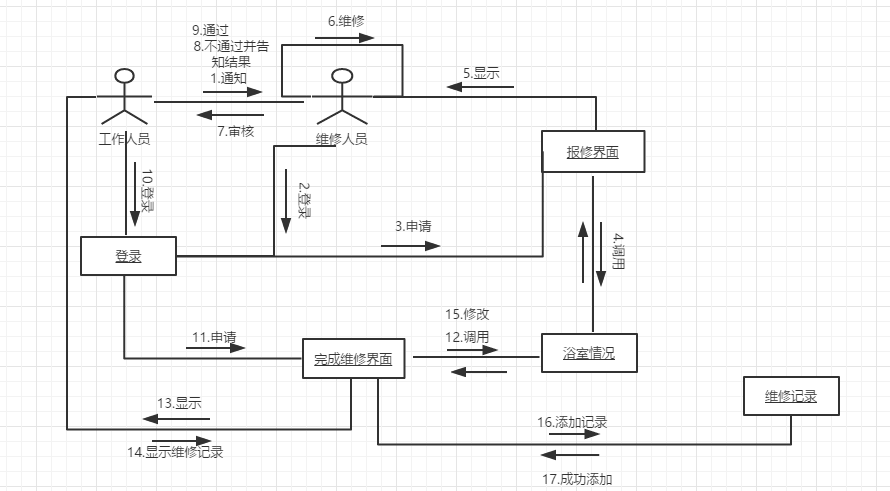 6.维修
9.通过
8.不通过并告
知结果
1.通知
5.显示
7.审核
工作人员
维修人员
报修界面
10.登录
2.登录
3.申请
4.调用
登录
15.修改
11.申请
12.调用
完成维修界面
浴室情况
维修记录
13.显示
16.添加记录
14.显示维修记录
17.成功添加